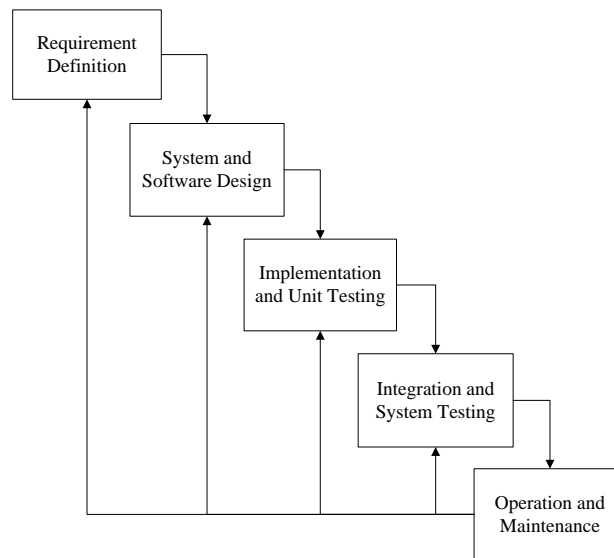 Requirement
Definition
System and
Software Design
Implementation
and Unit Testing
Integration and
System Testing
Operation and
Maintenance